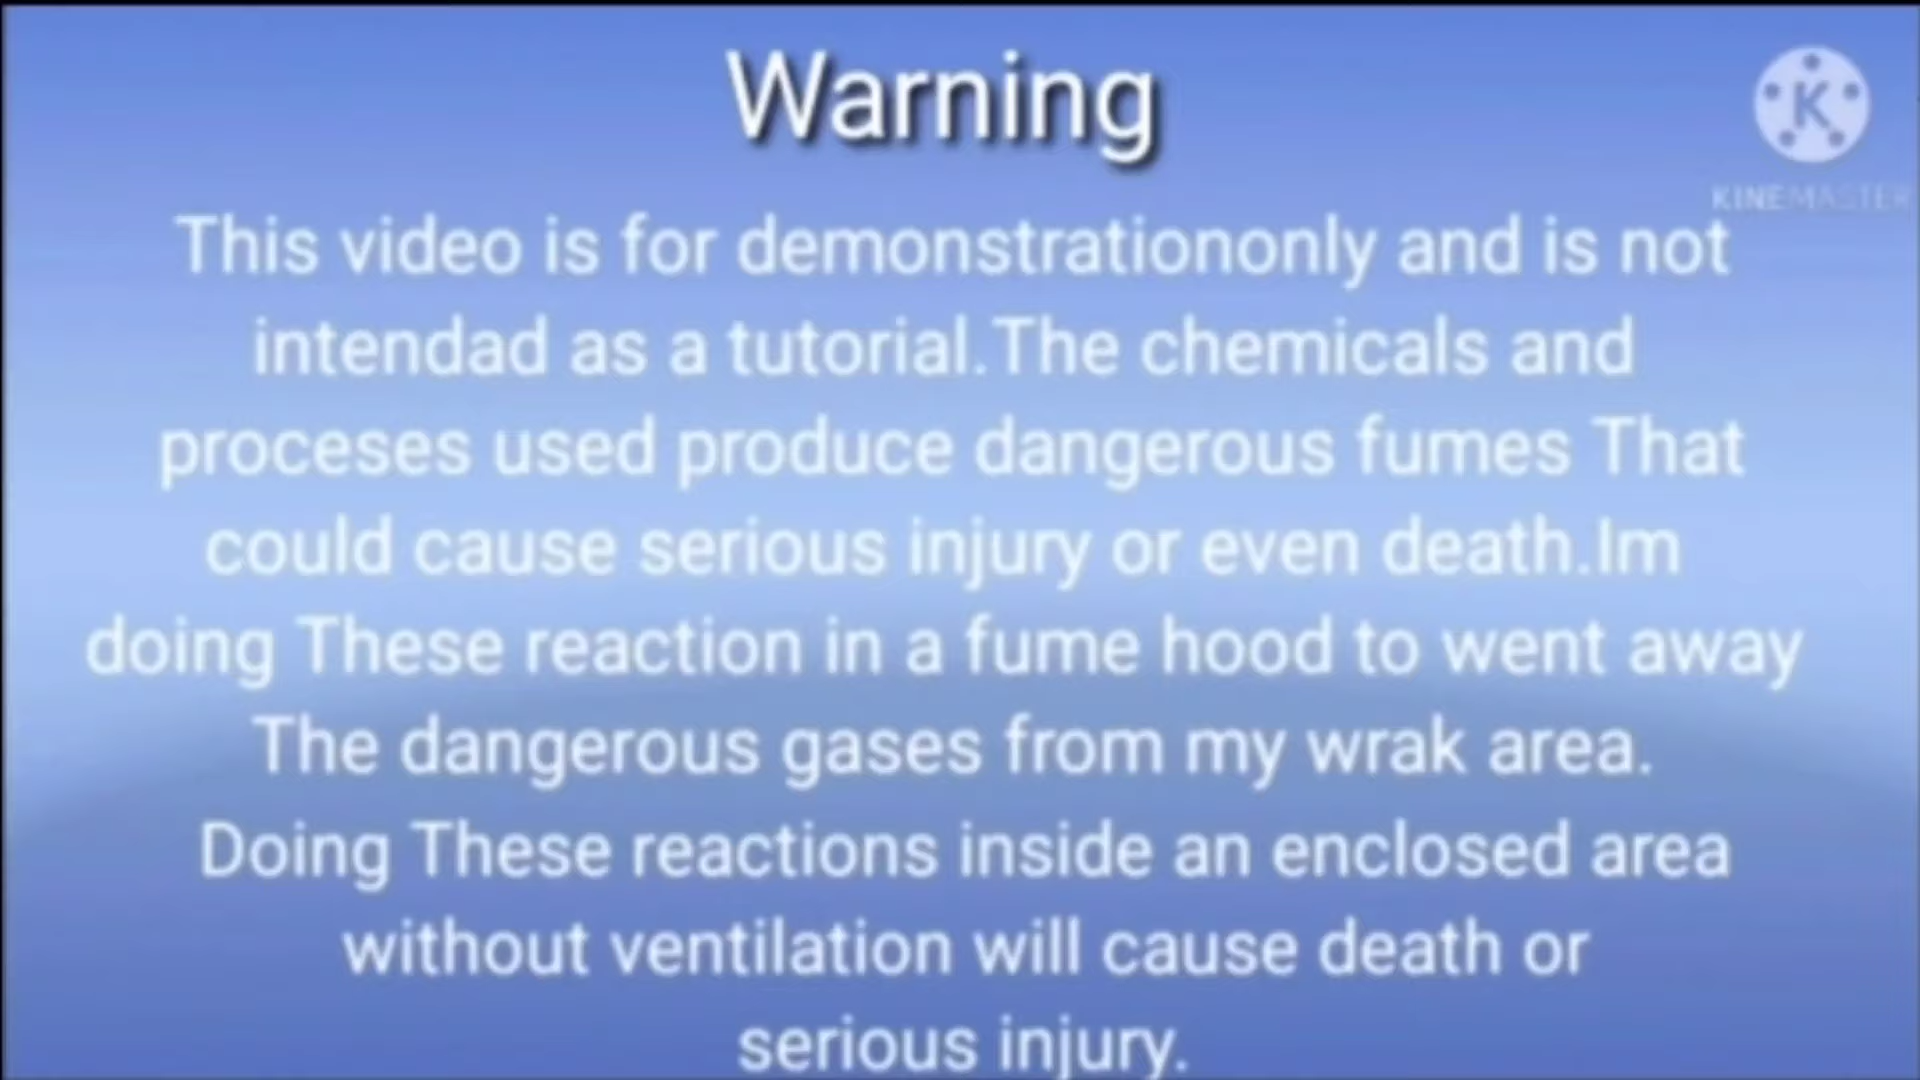 Warning
K
KINEMASTER
This video is for demonstrationonly and is not
intendad as a tutorial.The chemicals and
proceses used produce dangerous fumes That
could cause serious injury or even death.Im
doing These reaction in a fume hood to went away
The dangerous gases from my wrak area.
Doing These reactions inside an enclosed area
without ventilation will cause death or
serious injury.